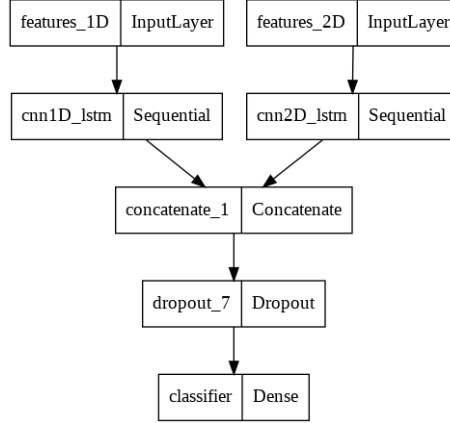 features_1D InputLayer features_2D InputLayer
cnn1D_lstm Sequential cnn2D_lstm Sequential
concatenate_1 Concatenate
dropout_7 Dropout
classifier Dense